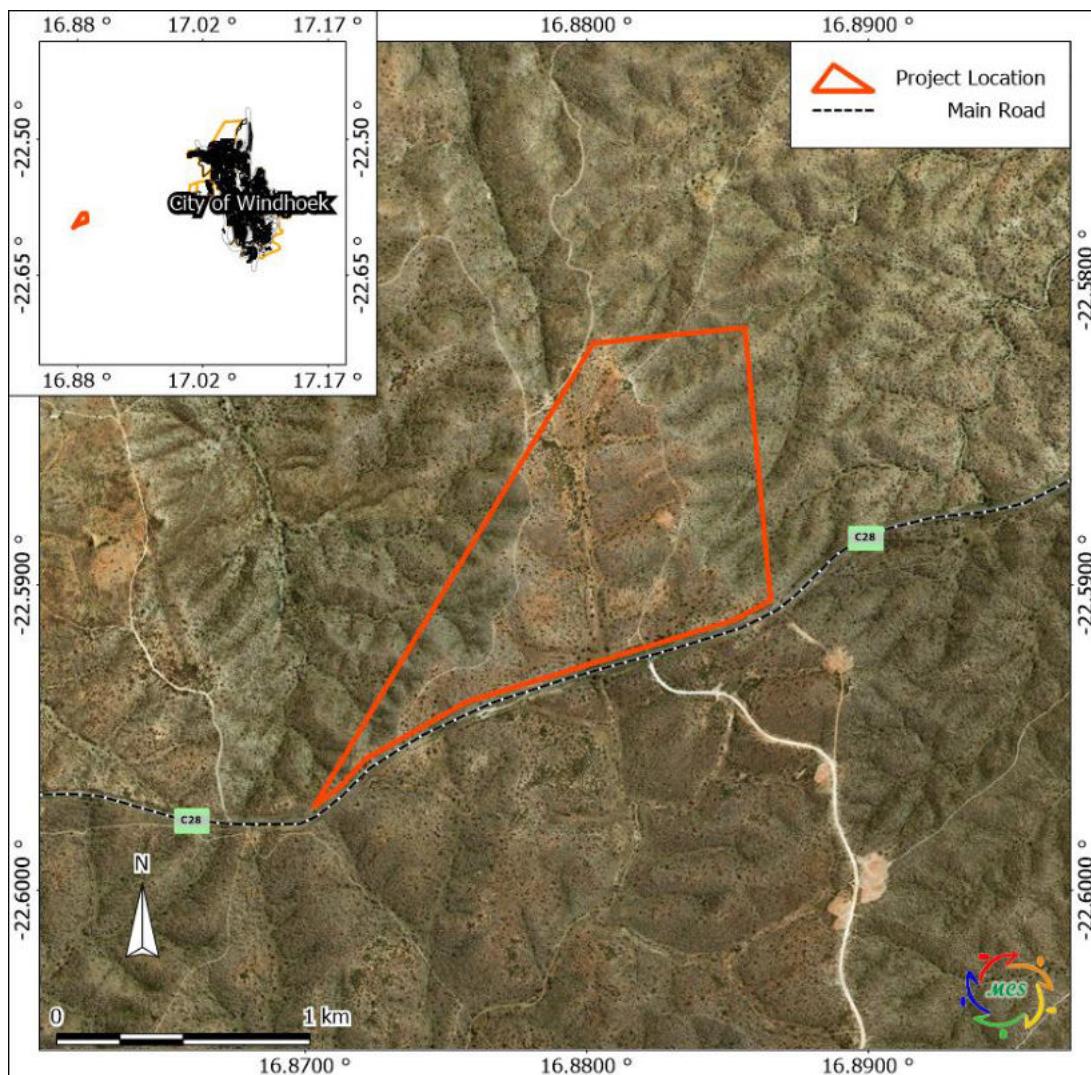 16.88 °
17.02 °
17.17 °
16.8800 °
16.8900 °
Project Location
Main Road
-22.50 °
-22.50 °
City of Windhoek
-22.65 °
-22.65 °
16.88 °
17.02 °
17.17 °
-22.5800 °
C28
-22.5900 °
-22.5900 °
C28
-22.6000 °
-22.6000 °
N
MCS
0
1 km
16.8700 °
16.8800 °
16.8900 °